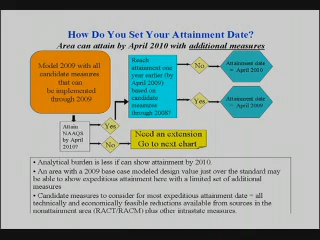 How Do You Set Your Attainment Date?
Area can attain by April 2010 with additional measures
Model 2009 with all
candidate measures
that can
be implemented
through 2009
Reach
attainment one
year earlier (by
April 2009)
based on
candidate
measures
through 2008?
No
Attainment date
= April 2010
Yes
Attainment date
= April 2009
Attain
NAAQS
by April
2010?
Yes
No
Need an extension
Go to next chart
• Analytical burden is less if can show attainment by 2010.
• An area with a 2009 base case modeled design value just over the standard may
be able to show expeditious attainment here with a limited set of additional
measures
• Candidate measures to consider for most expeditious attainment date = all
technically and economically feasible reductions available from sources in the
nonattainment area (RACT/RACM) plus other intrastate measures.